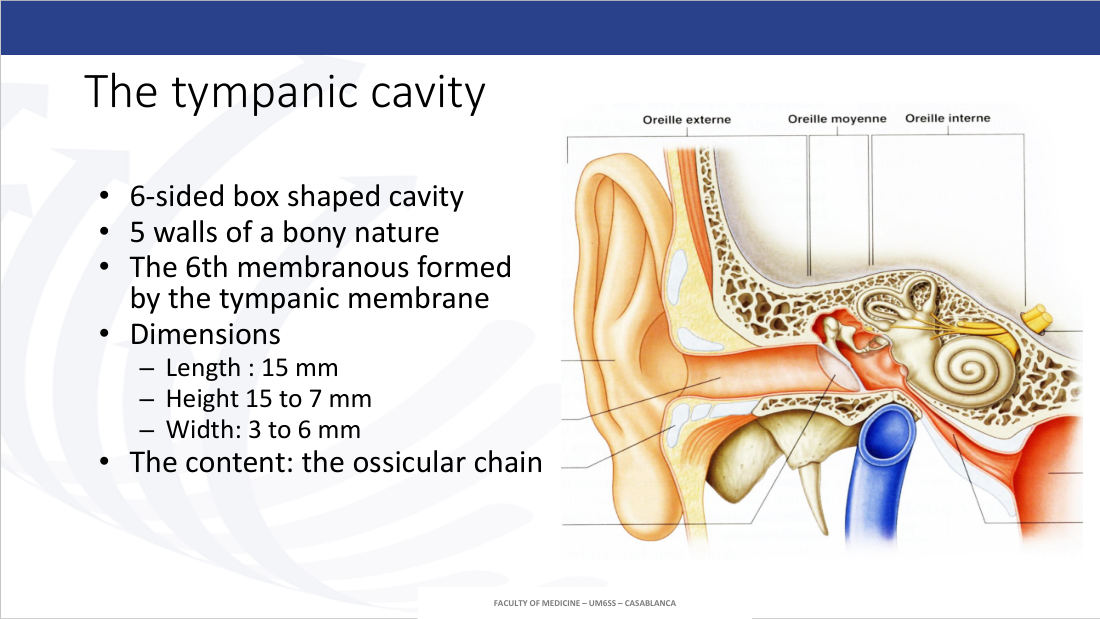 The tympanic cavity
Oreille externe
Oreille moyenne
Oreille interne
• 6-sided box shaped cavity
• 5 walls of a bony nature
• The 6th membranous formed
by the tympanic membrane
• Dimensions
– Length : 15 mm
– Height 15 to 7 mm
– Width: 3 to 6 mm
• The content: the ossicular chain
FACULTY OF MEDICINE – UM6SS – CASABLANCA